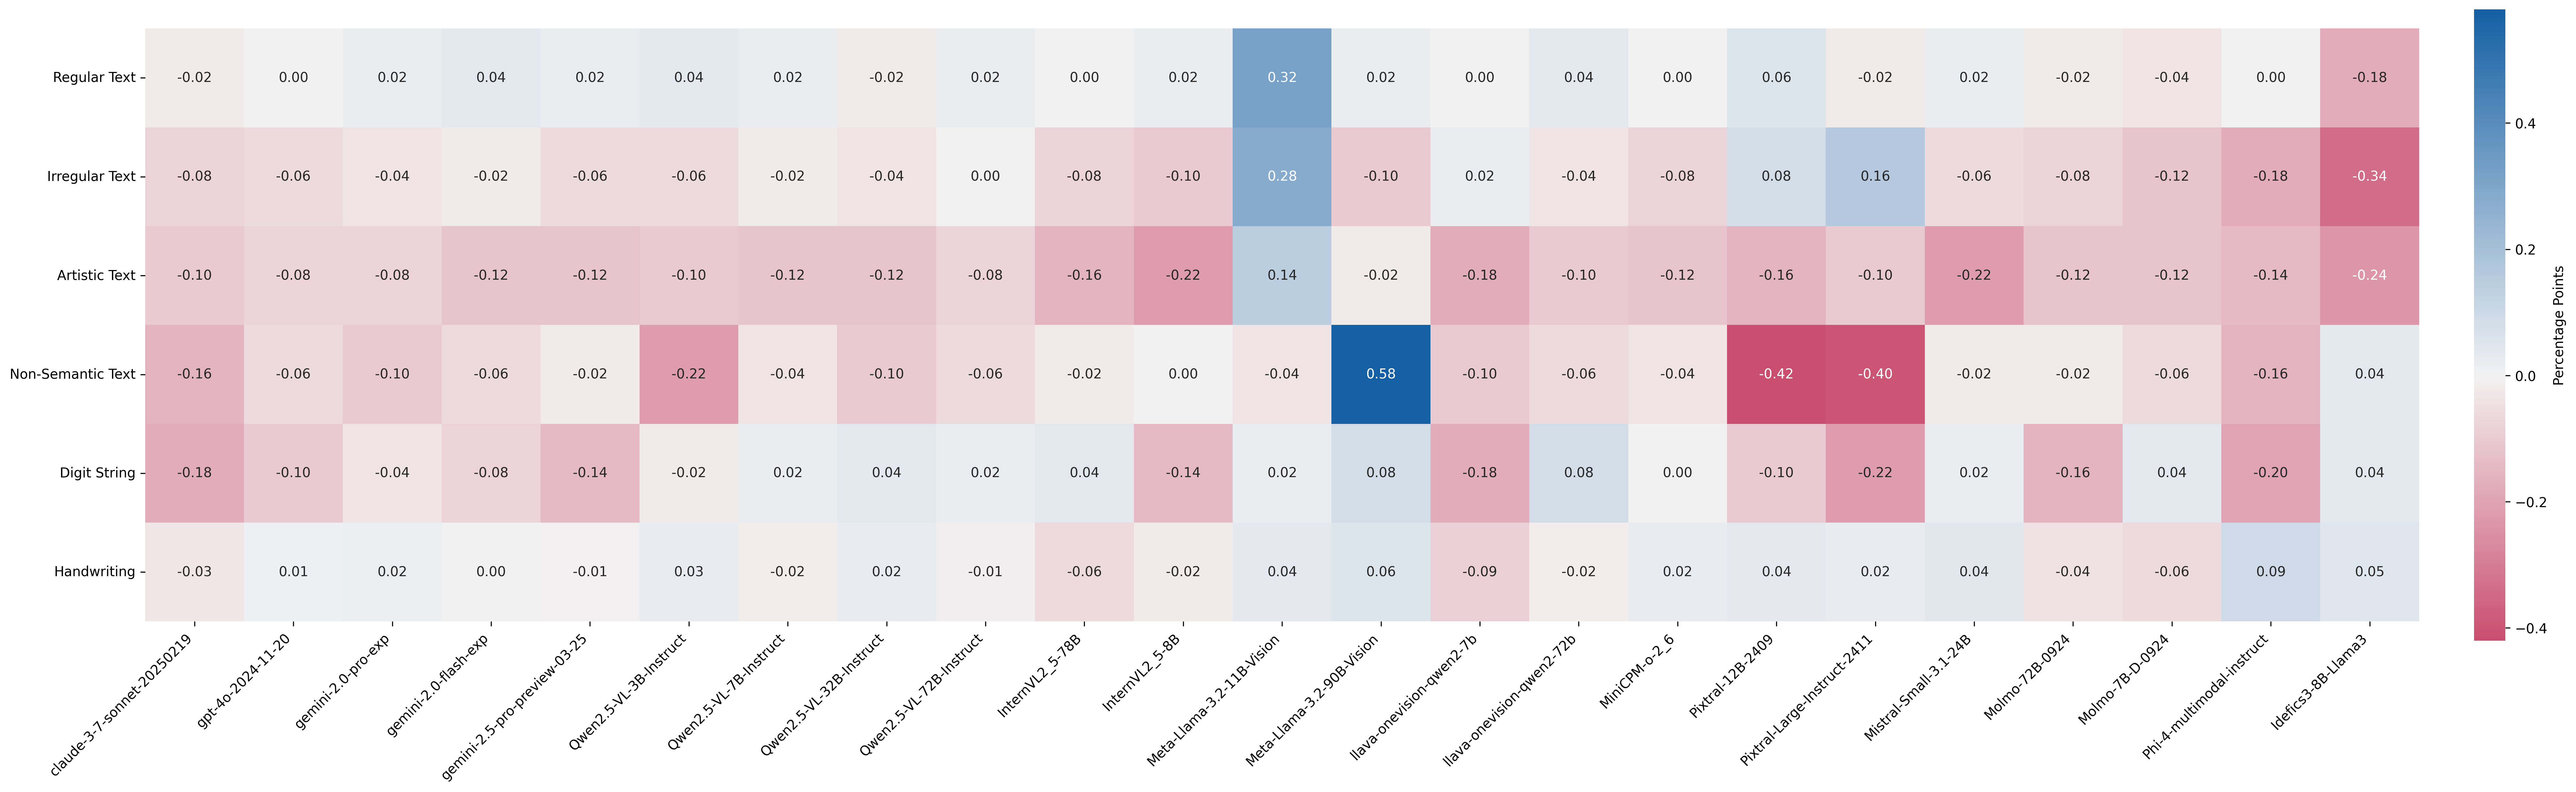 Regular Text -0.02 0.00 0.02 0.04 0.02 0.04 0.02 -0.02 0.02 0.00 0.02 0.32 0.02 0.00 0.04 0.00 0.06 -0.02 0.02 -0.02 -0.04 0.00 -0.18
Irregular Text -0.08 -0.06 -0.04 -0.02 -0.06 -0.06 -0.02 -0.04 0.00 -0.08 -0.10 0.28 -0.10 0.02 -0.04 -0.08 0.08 0.16 -0.06 -0.08 -0.12 -0.18 -0.34
Artistic Text -0.10 -0.08 -0.08 -0.12 -0.12 -0.10 -0.12 -0.12 -0.08 -0.16 -0.22 0.14 -0.02 -0.18 -0.10 -0.12 -0.16 -0.10 -0.22 -0.12 -0.12 -0.14 -0.24
Non-Semantic Text -0.16 -0.06 -0.10 -0.06 -0.02 -0.22 -0.04 -0.10 -0.06 -0.02 0.00 -0.04 0.58 -0.10 -0.06 -0.04 -0.42 -0.40 -0.02 -0.02 -0.06 -0.16 0.04
Digit String -0.18 -0.10 -0.04 -0.08 -0.14 -0.02 0.02 0.04 0.02 0.04 -0.14 0.02 0.08 -0.18 0.08 0.00 -0.10 -0.22 0.02 -0.16 0.04 -0.20 0.04
Handwriting -0.03 0.01 0.02 0.00 -0.01 0.03 -0.02 0.02 -0.01 -0.06 -0.02 0.04 0.06 -0.09 -0.02 0.02 0.04 0.02 0.04 -0.04 -0.06 0.09 0.05
claude-3-7-sonnet-20250219
gpt-4o-2024-11-20
gemini-2.0-pro-exp
gemini-2.0-flash-exp
gemini-2.5-pro-preview-03-25
Qwen2.5-VL-3B-Instruct
Qwen2.5-VL-7B-Instruct
Qwen2.5-VL-32B-Instruct
Qwen2.5-VL-72B-Instruct
InternVL2_5-78B
InternVL2_5-8B
Meta-Llama-3.2-11B-Vision
Meta-Llama-3.2-90B-Vision
llava-onevision-qwen2-7b
llava-onevision-qwen2-72b
MiniCPM-o-2_6
Pixtral-12B-2409
Pixtral-Large-Instruct-2411
Mistral-Small-3.1-24B
Molmo-72B-0924
Molmo-7B-D-0924
Phi-4-multimodal-instruct
Idefics3-8B-Llama3
0.4
0.2
0.0
−0.2
−0.4
Percentage Points